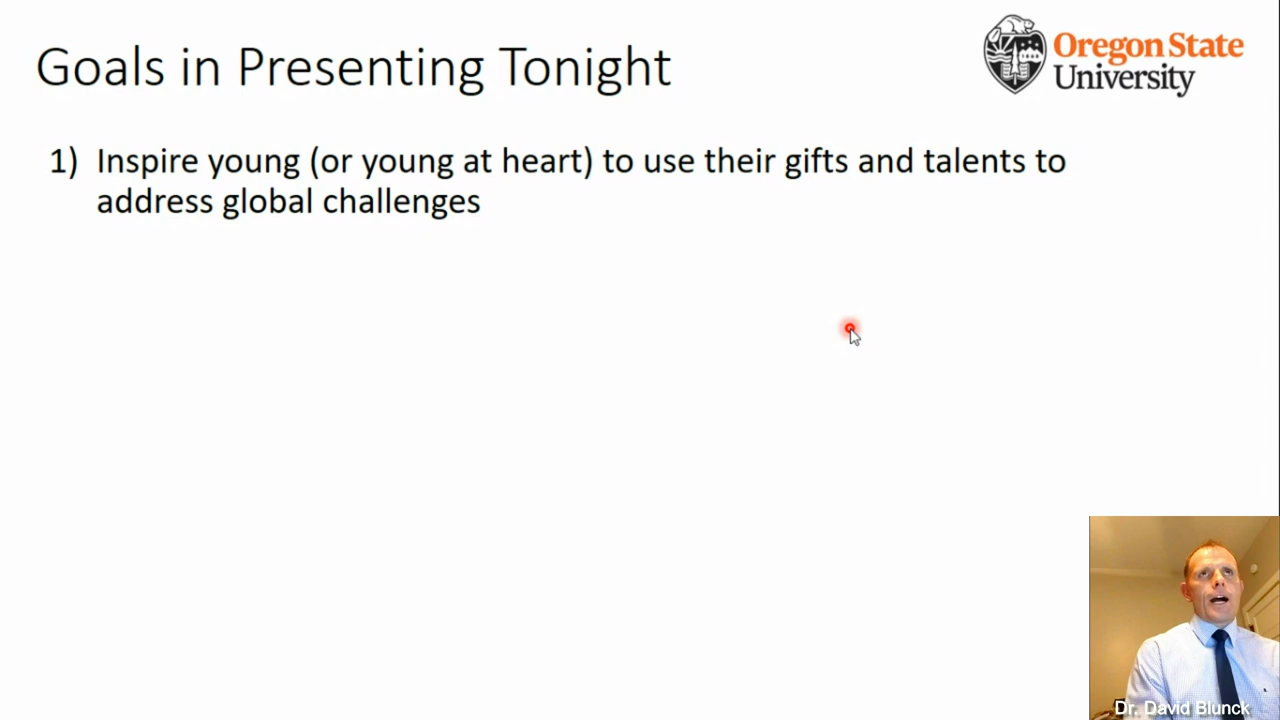 Goals in Presenting Tonight
Oregon State
University
1) Inspire young (or young at heart) to use their gifts and talents to
address global challenges
Dr. David Blunck